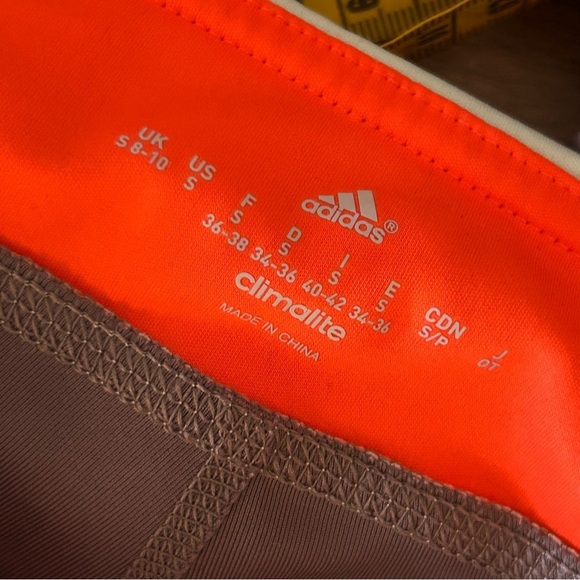 adidas®
UK US F D I E CDN J
S 8-10 S S S S S S/P OT
36-38 34-36 40-42 34-36
climalite
MADE IN CHINA